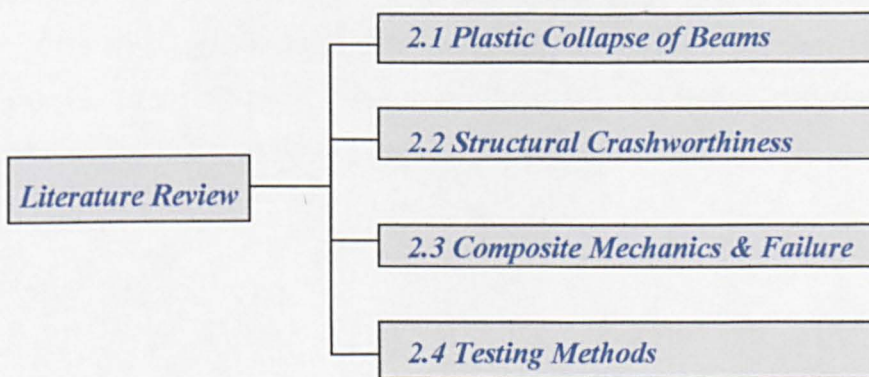 2.1 Plastic Collapse of Beams
2.2 Structural Crashworthiness
Literature Review
2.3 Composite Mechanics & Failure
2.4 Testing Methods